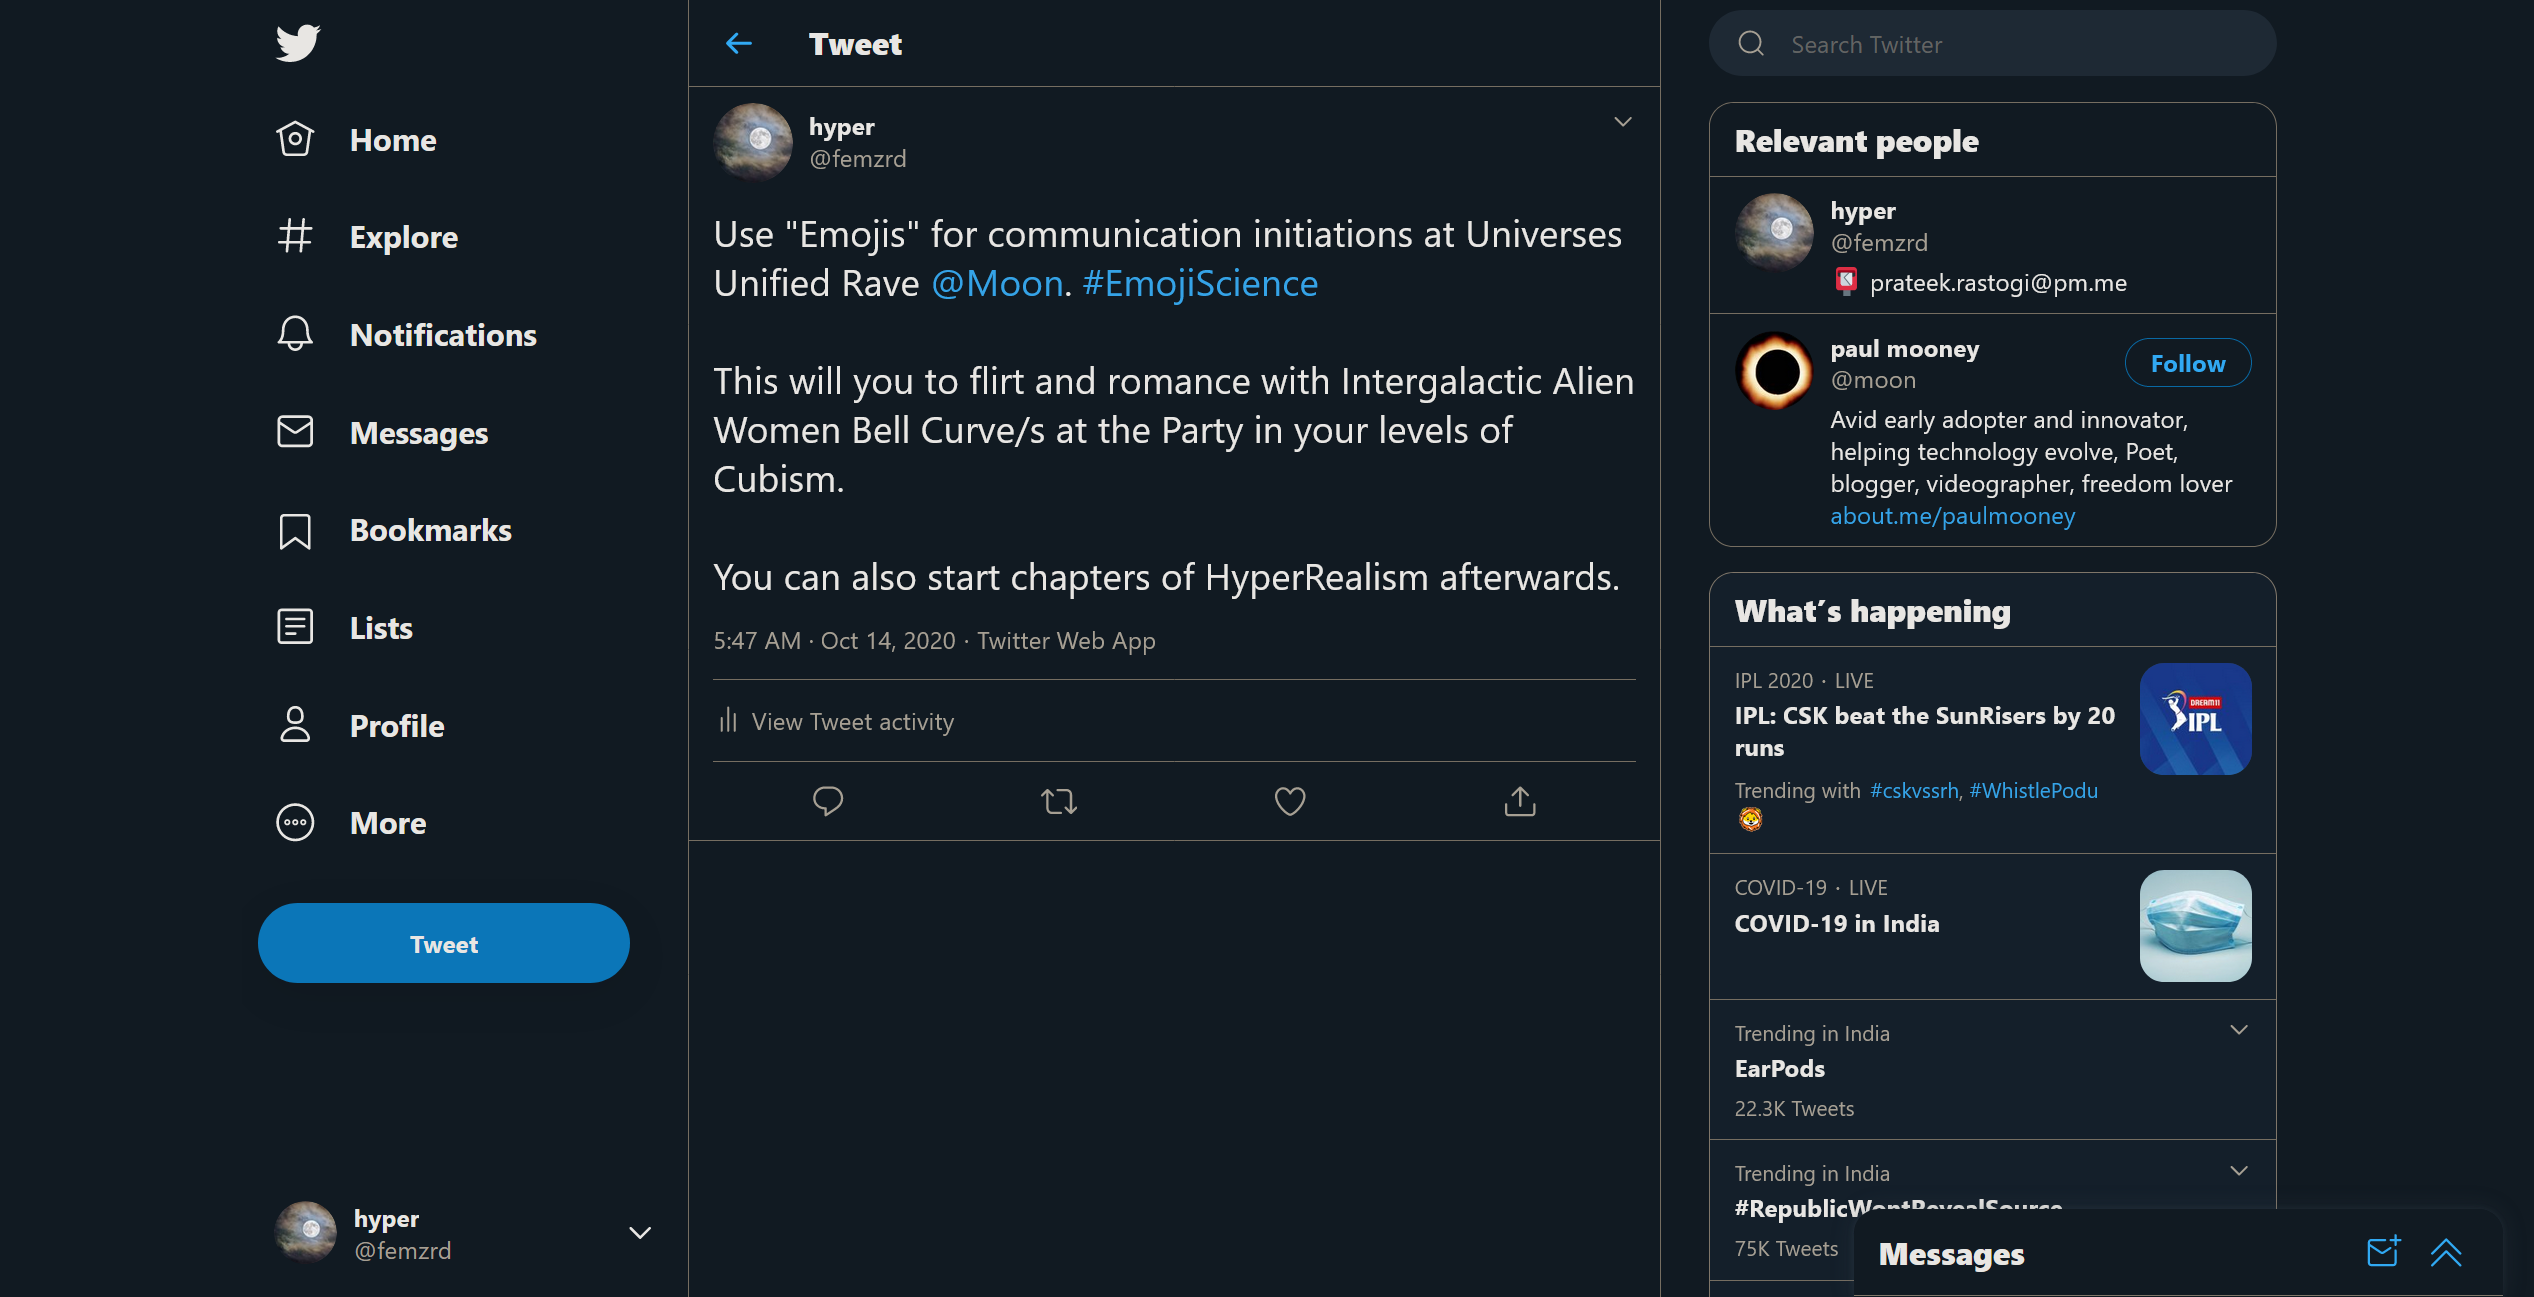 Home
Explore
Notifications
Messages
Bookmarks
Lists
Profile
More
Tweet
hyper
@femzrd
Tweet
hyper
@femzrd
Use "Emojis" for communication initiations at Universes
Unified Rave @Moon. #EmojiScience
This will you to flirt and romance with Intergalactic Alien
Women Bell Curve/s at the Party in your levels of
Cubism.
You can also start chapters of HyperRealism afterwards.
5:47 AM · Oct 14, 2020 · Twitter Web App
View Tweet activity
Search Twitter
Relevant people
hyper
@femzrd
prateek.rastogi@pm.me
paul mooney
@moon
Follow
Avid early adopter and innovator,
helping technology evolve, Poet,
blogger, videographer, freedom lover
about.me/paulmooney
What's happening
IPL 2020 · LIVE
IPL: CSK beat the SunRisers by 20
runs
Trending with #cskvssrh, #WhistlePodu
DREAM11
IPL
COVID-19 · LIVE
COVID-19 in India
Trending in India
EarPods
22.3K Tweets
Trending in India
#RepublicWontRevealSource
75K Tweets
Messages